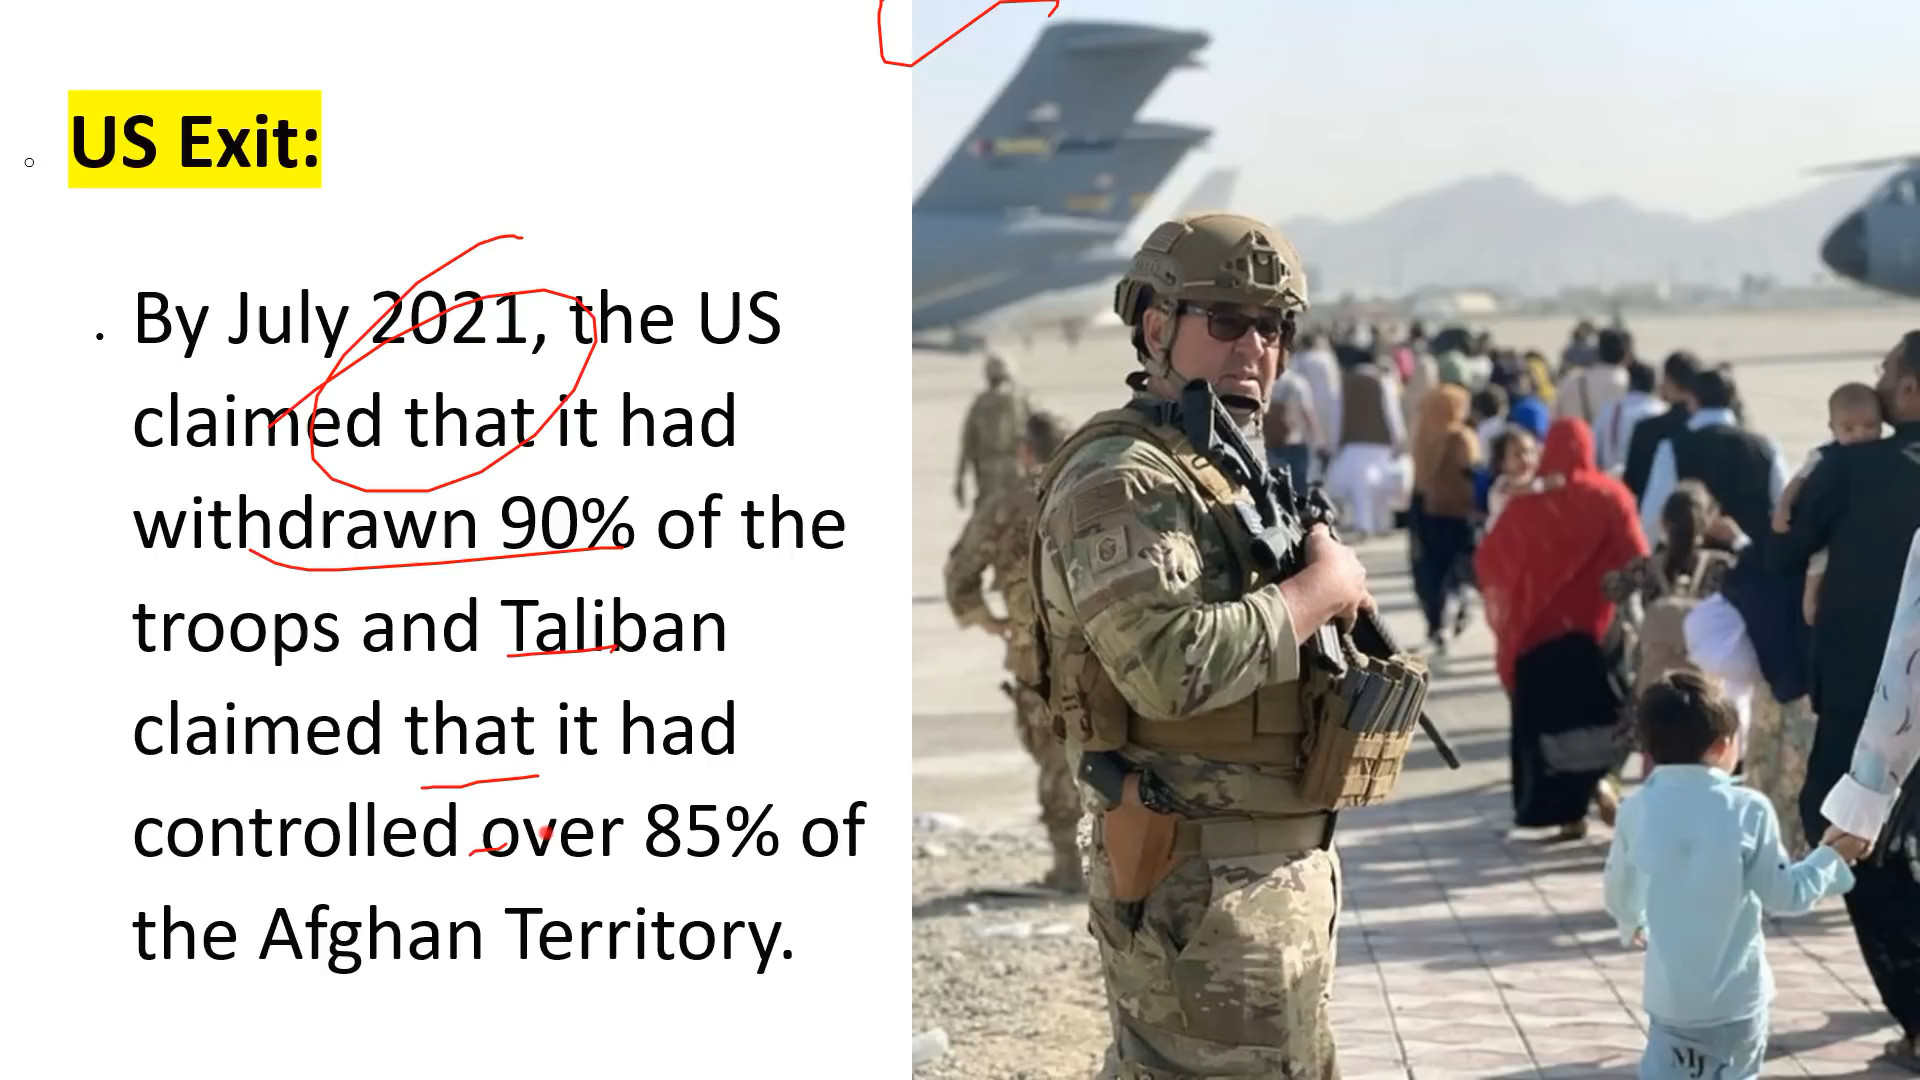 US Exit:
By July 2021, the US
claimed that it had
withdrawn 90% of the
troops and Taliban
claimed that it had
controlled over 85% of
the Afghan Territory.
MJ